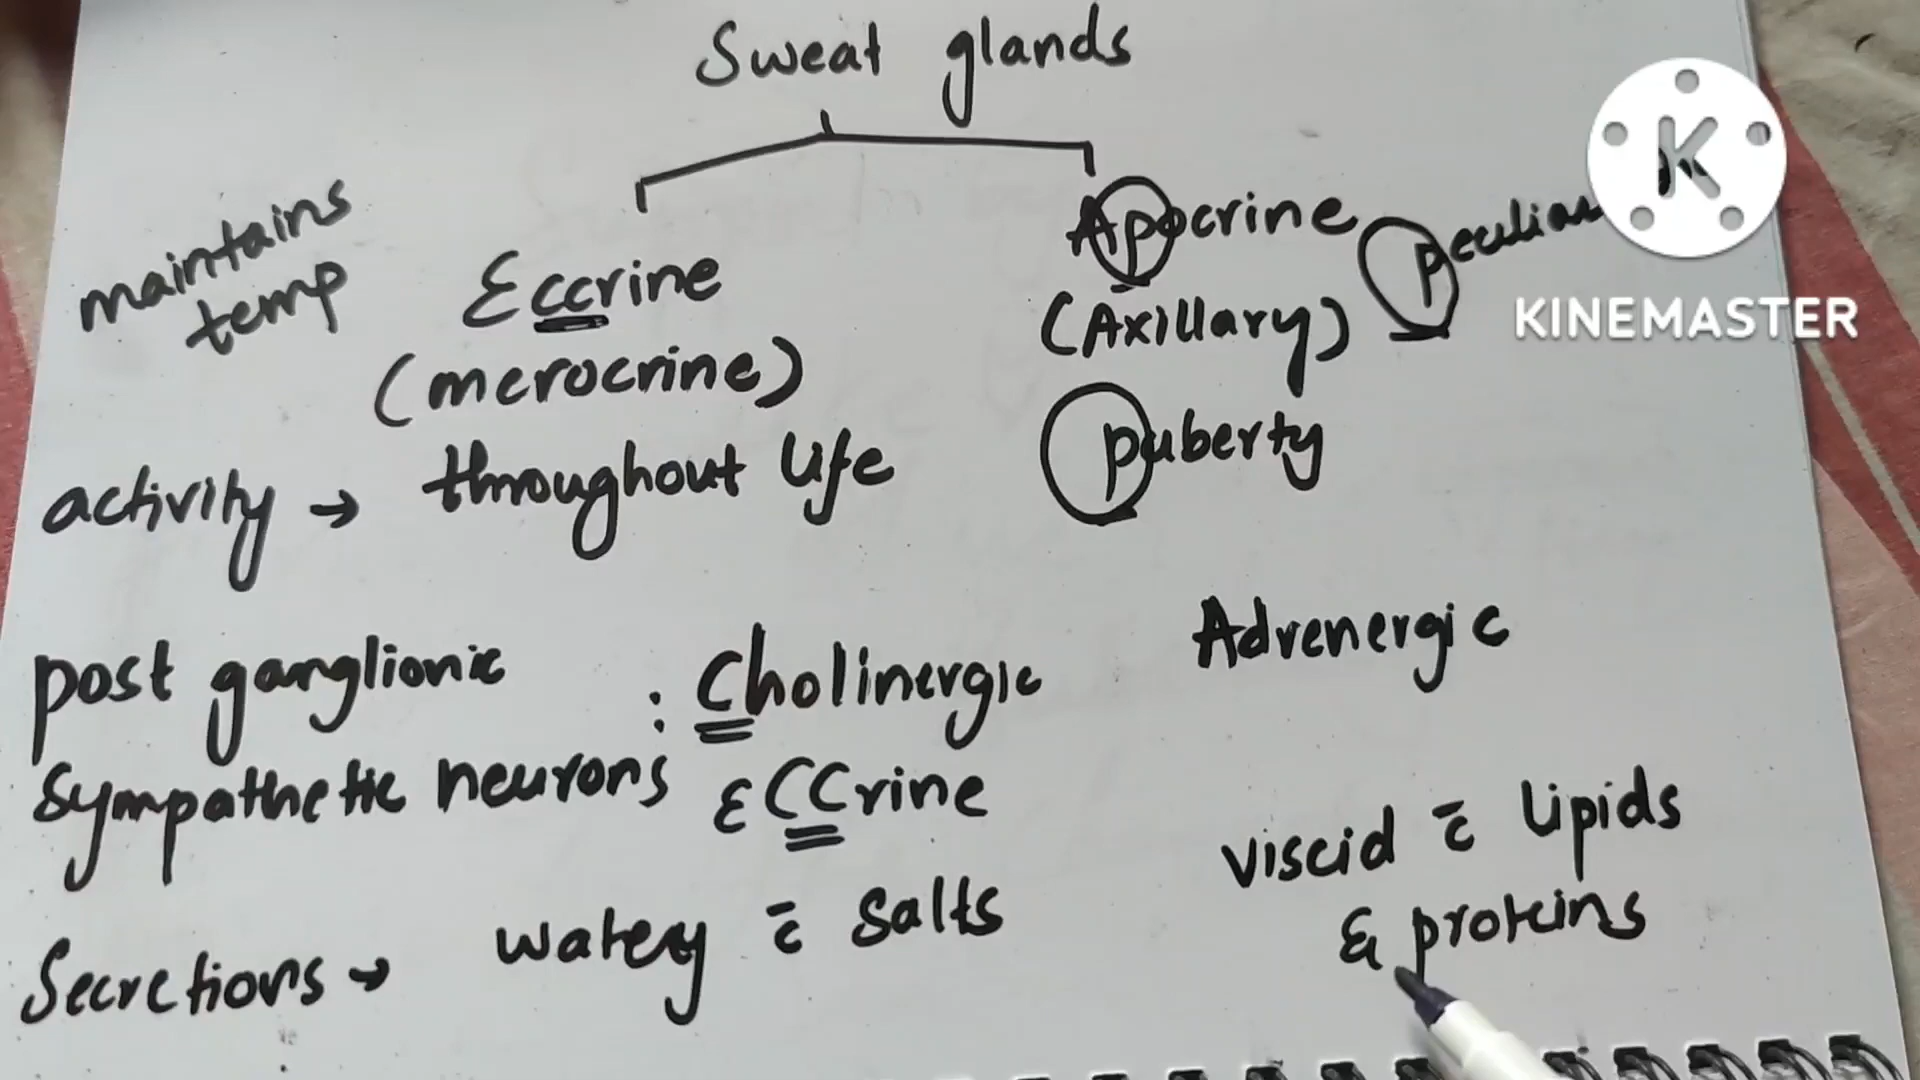 Sweat glands
maintains
temp
Eccrine
(merocrine)
Apocrine
(Axillary)
peculiar
K
KINEMASTER
activity → throughout life
puberty
post ganglionic
sympathetic neurons
: Cholinergic
ECCrine
Adrenergic
Secretions → watery c̄ salts
viscid c̄ lipids
& proteins